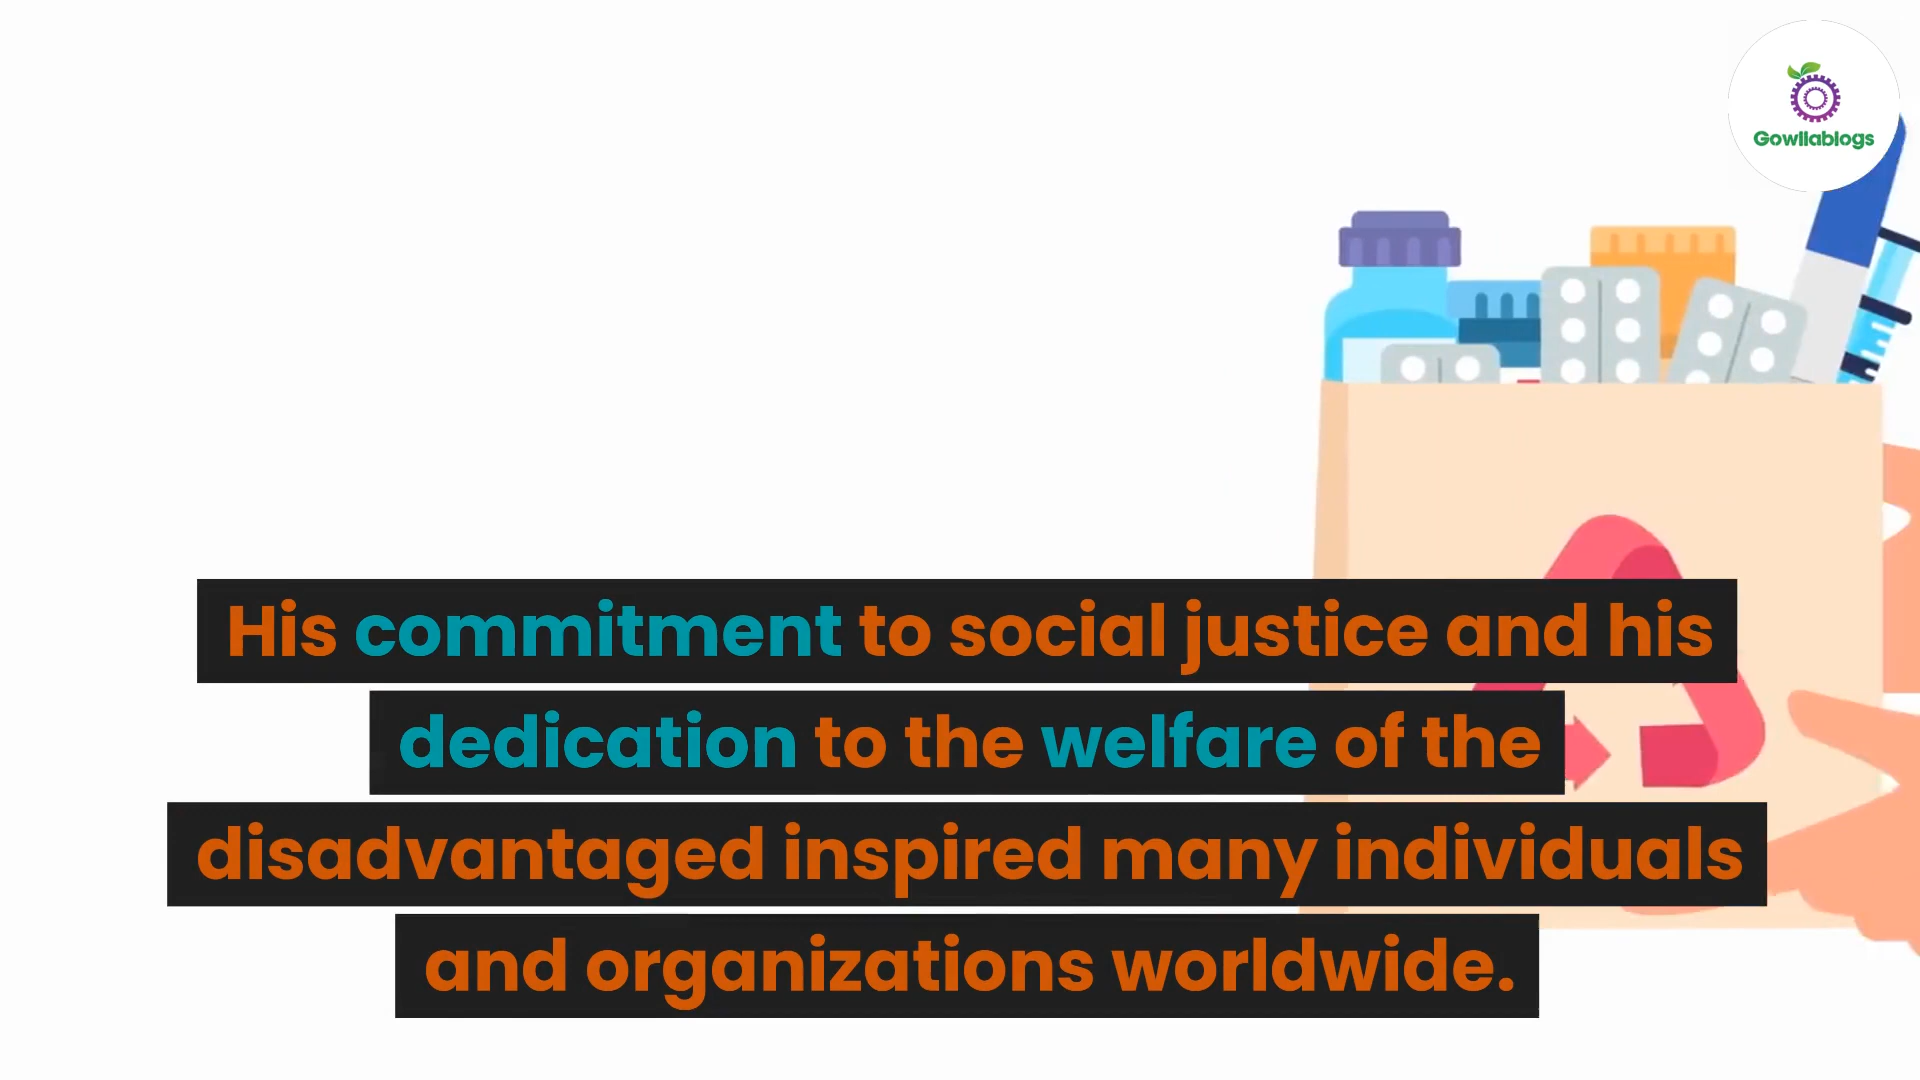 Gowllablogs
His commitment to social justice and his
dedication to the welfare of the
disadvantaged inspired many individuals
and organizations worldwide.